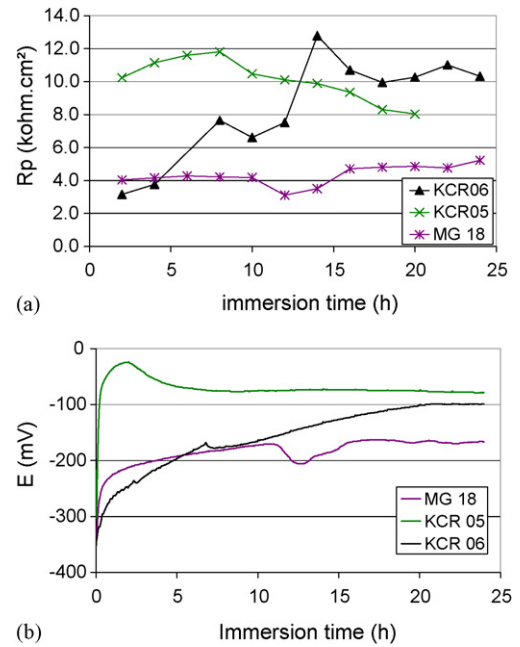 14.0
12.0
10.0
8.0
6.0
4.0
2.0
0.0
Rp (kohm.cm²)
KCR06
KCR05
MG 18
0 5 10 15 20 25
(a) immersion time (h)
0
-100
-200
-300
-400
E (mV)
MG 18
KCR 05
KCR 06
0 5 10 15 20 25
(b) Immersion time (h)